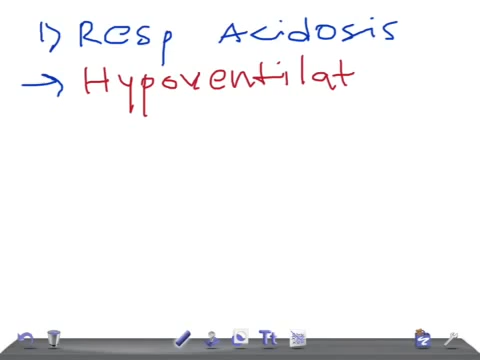 1) Resp Acidosis
→ Hypoventilat